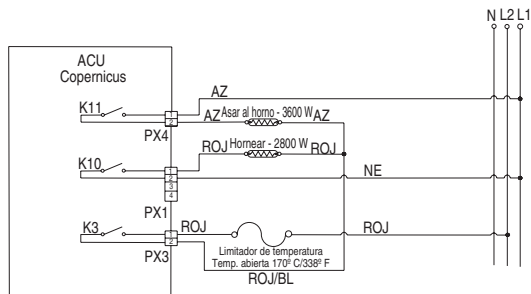 N L2 L1
ACU
Copernicus
K11
AZ
1
2
AZ
Asar al horno - 3600 W
AZ
PX4
ROJ
Hornear - 2800 W
ROJ
K10
1
2
3
4
NE
PX1
K3
ROJ
1
2
ROJ
PX3
Limitador de temperatura
Temp. abierta 170º C/338º F
ROJ/BL